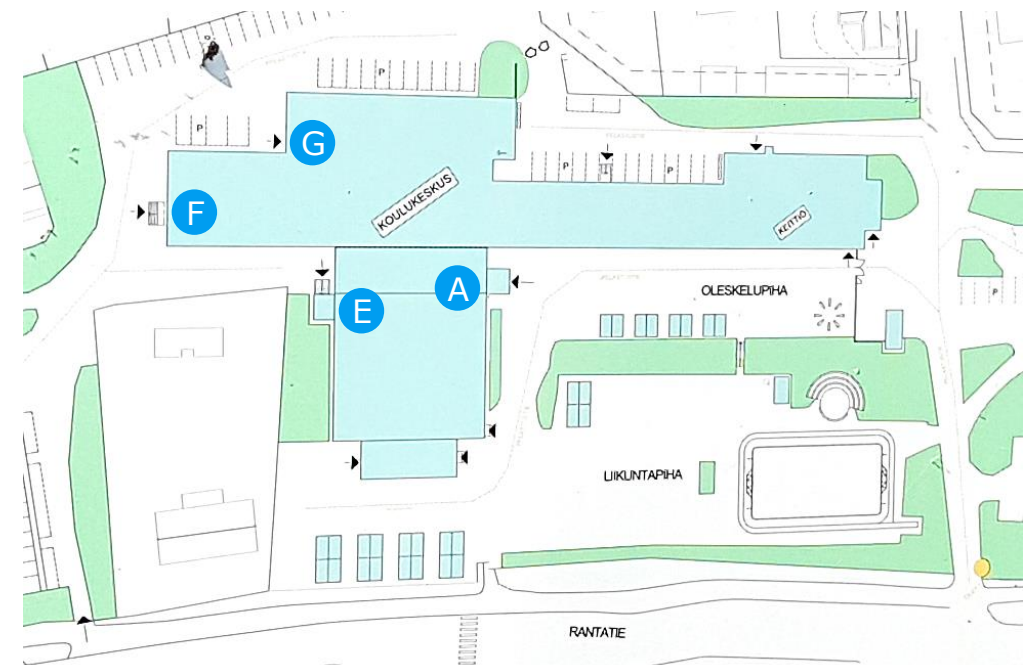 P
P
G
P
P
KOULUKESKUS
F
KEITTIÖ
A
P
OLESKELUPIHA
E
LIIKUNTAPIHA
RANTATIE